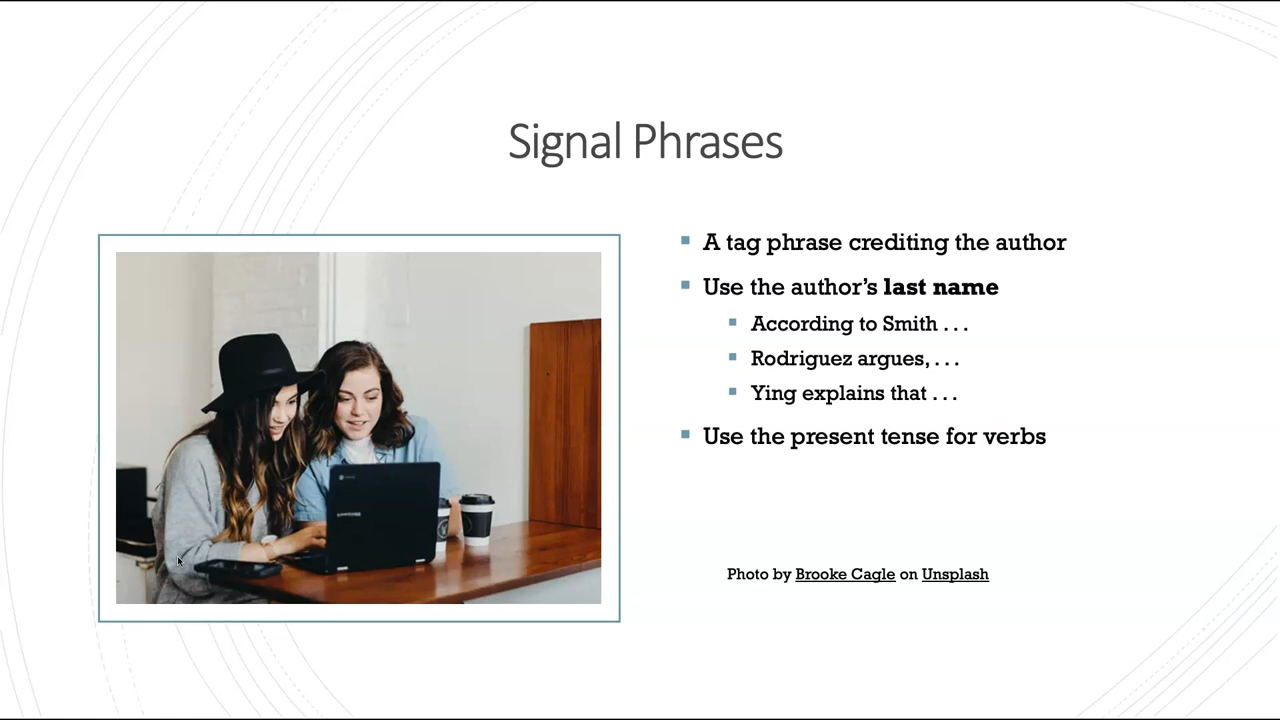 Signal Phrases
A tag phrase crediting the author
Use the author’s last name
According to Smith . . .
Rodriguez argues, . . .
Ying explains that . . .
Use the present tense for verbs
Photo by Brooke Cagle on Unsplash